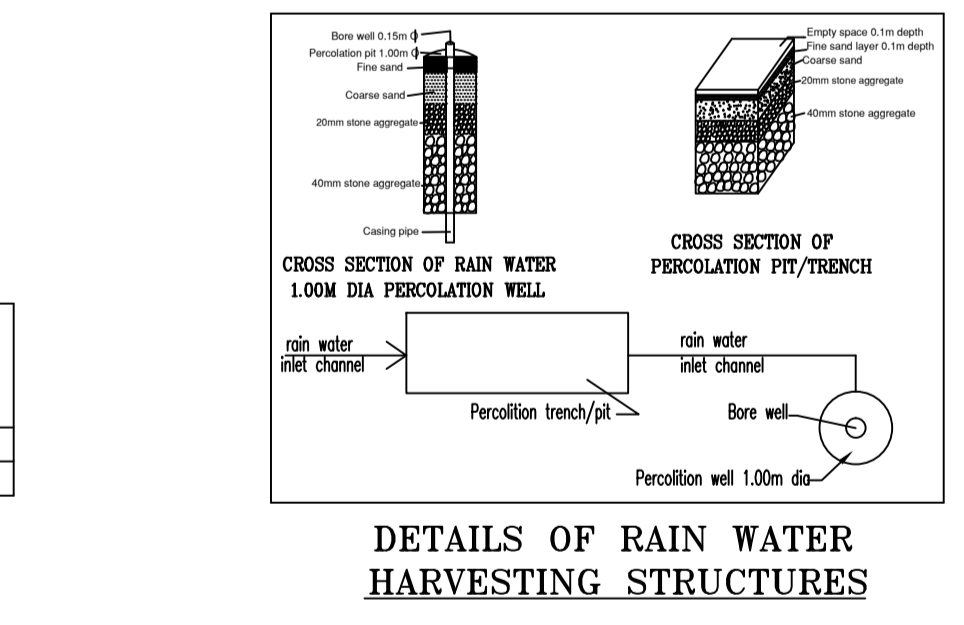 Bore well 0.15m ϕ
Percolation pit 1.00m ϕ
Fine sand
Coarse sand
20mm stone aggregate
40mm stone aggregate
Casing pipe
CROSS SECTION OF RAIN WATER
1.00M DIA PERCOLATION WELL
Empty space 0.1m depth
Fine sand layer 0.1m depth
Coarse sand
20mm stone aggregate
40mm stone aggregate
CROSS SECTION OF
PERCOLATION PIT/TRENCH
rain water
inlet channel
Percolition trench/pit
rain water
inlet channel
Bore well
Percolition well 1.00m dia
DETAILS OF RAIN WATER
HARVESTING STRUCTURES